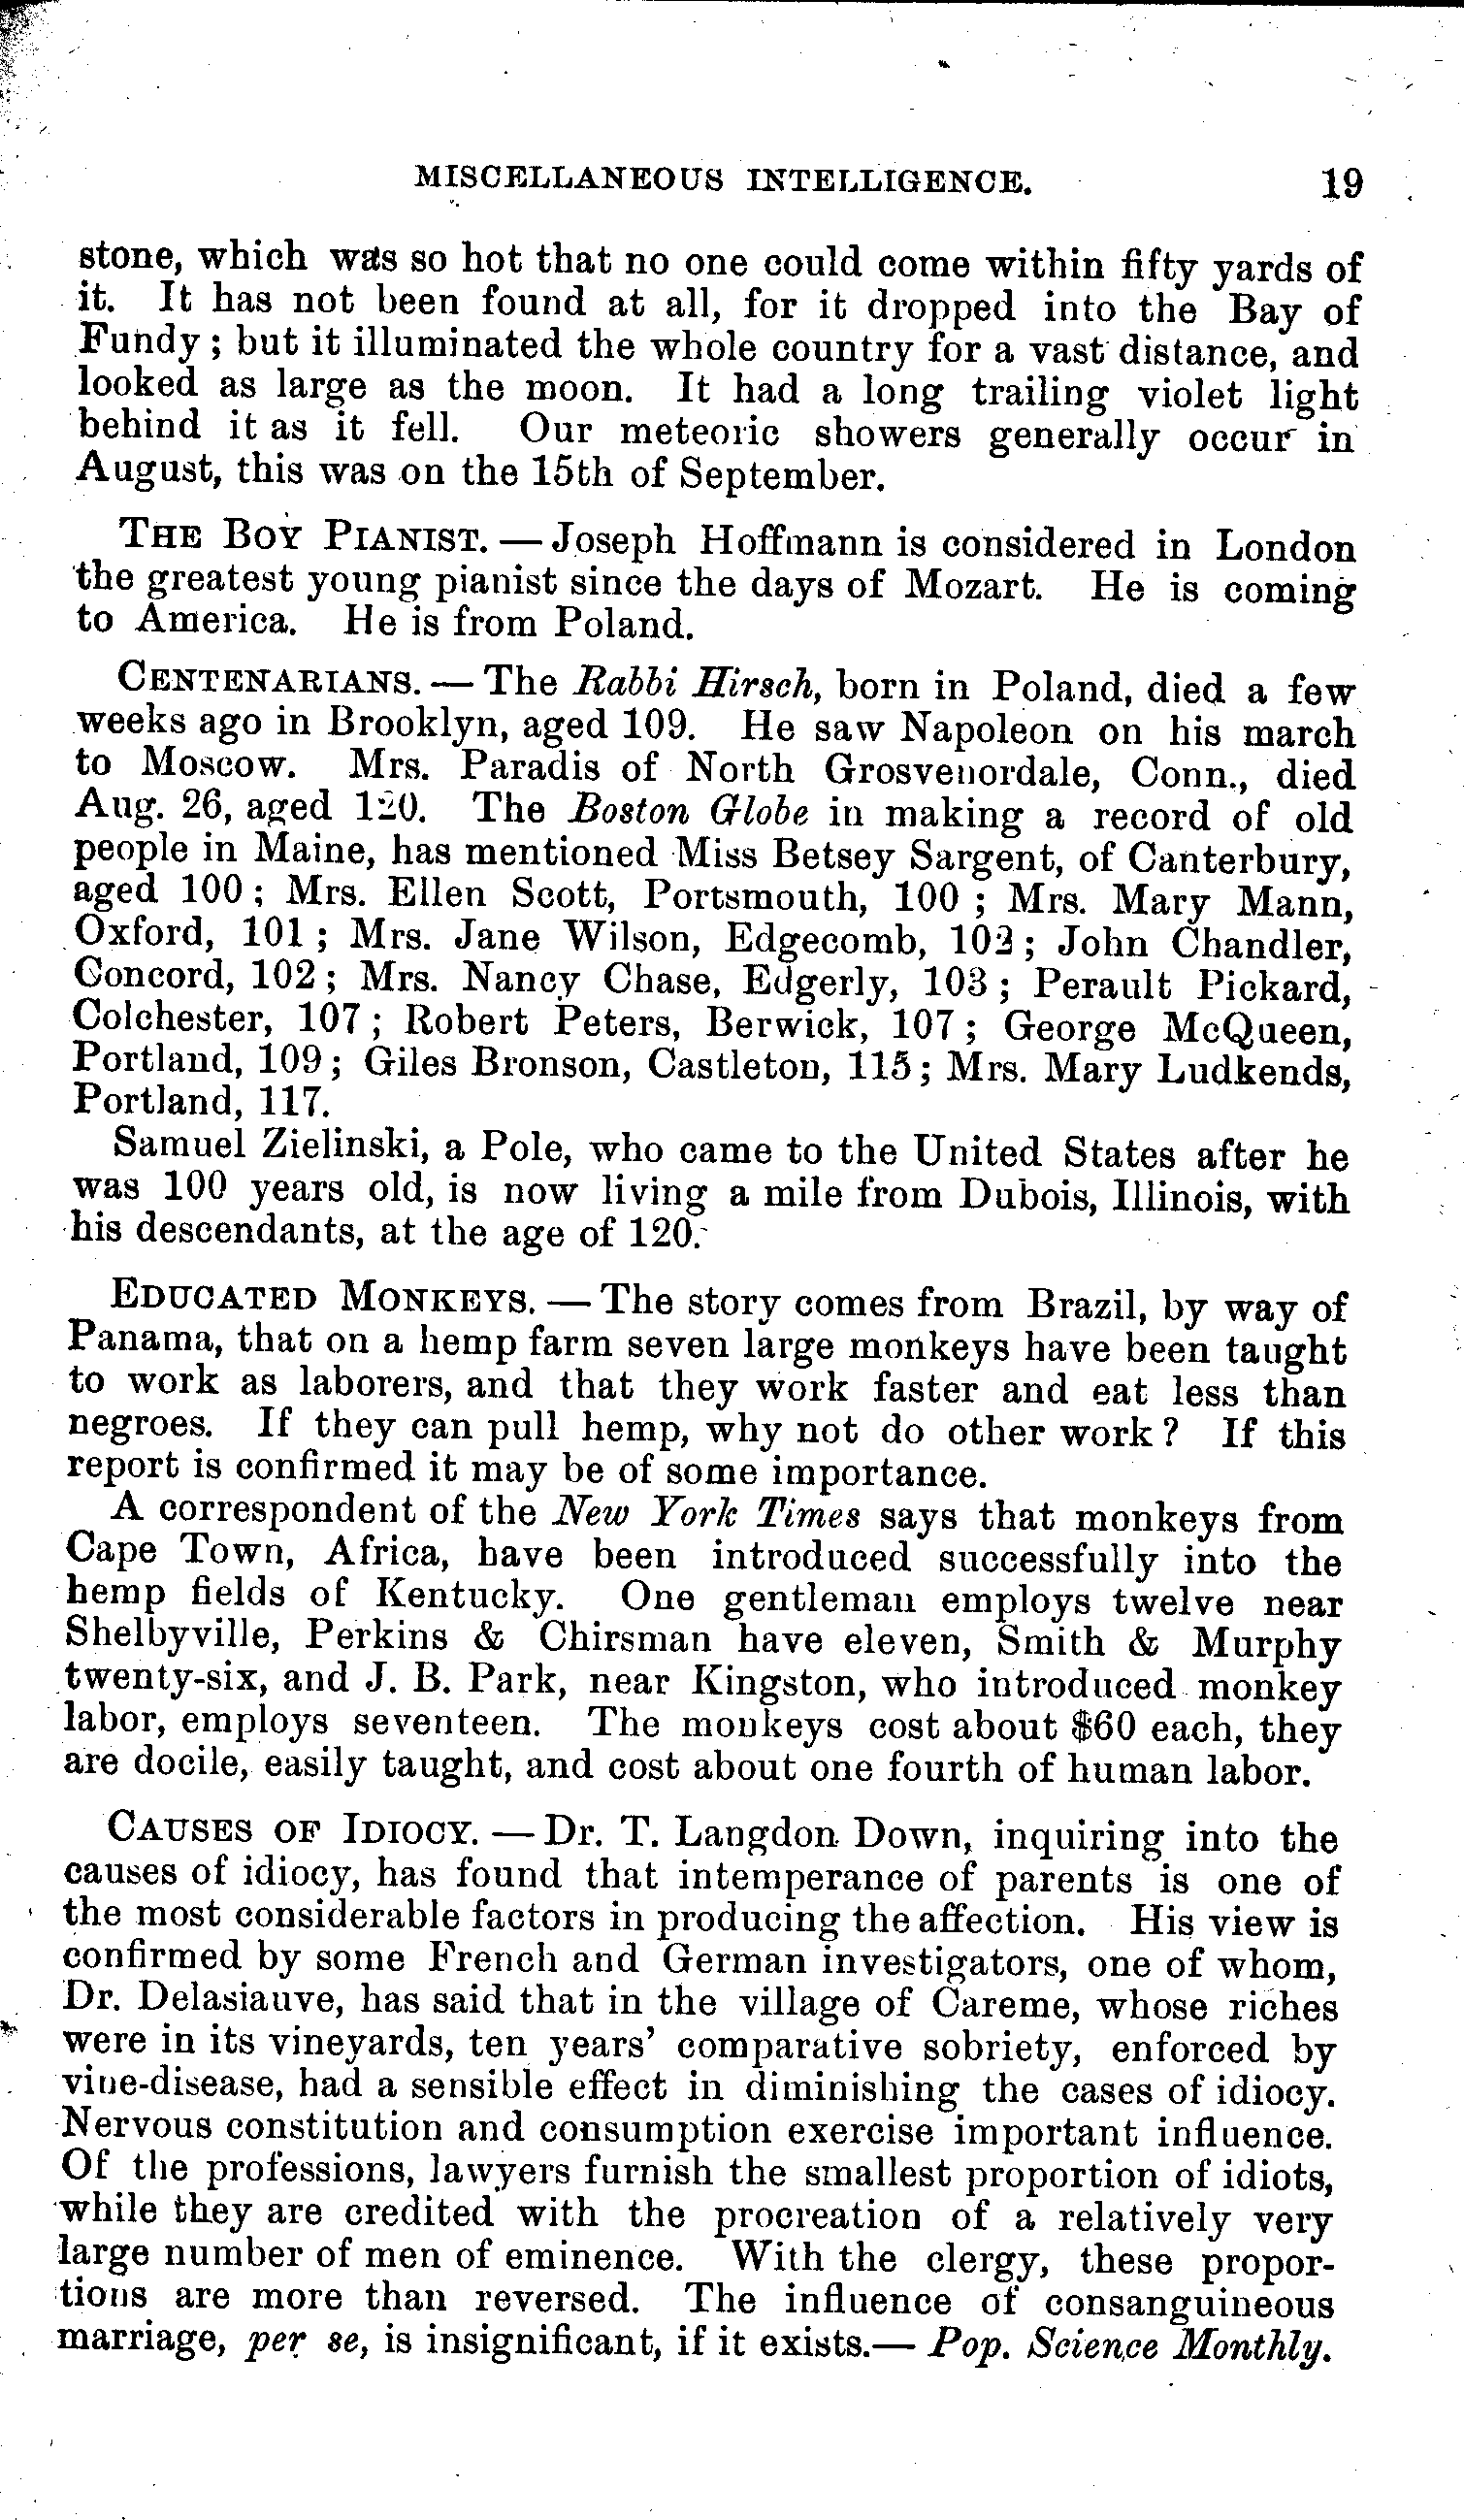 MISCELLANEOUS INTELLIGENCE. 19
stone, which was so hot that no one could come within fifty yards of
it. It has not been found at all, for it dropped into the Bay of
Fundy; but it illuminated the whole country for a vast distance, and
looked as large as the moon. It had a long trailing violet light
behind it as it fell. Our meteoric showers generally occur in
August, this was on the 15th of September.
THE BOY PIANIST. — Joseph Hoffmann is considered in London
the greatest young pianist since the days of Mozart. He is coming
to America. He is from Poland.
CENTENARIANS. — The Rabbi Hirsch, born in Poland, died a few
weeks ago in Brooklyn, aged 109. He saw Napoleon on his march
to Moscow. Mrs. Paradis of North Grosvenordale, Conn., died
Aug. 26, aged 120. The Boston Globe in making a record of old
people in Maine, has mentioned Miss Betsey Sargent, of Canterbury,
aged 100; Mrs. Ellen Scott, Portsmouth, 100; Mrs. Mary Mann,
Oxford, 101; Mrs. Jane Wilson, Edgecomb, 102; John Chandler,
Concord, 102; Mrs. Nancy Chase, Edgerly, 103; Perault Pickard,
Colchester, 107; Robert Peters, Berwick, 107; George McQueen,
Portland, 109; Giles Bronson, Castleton, 115; Mrs. Mary Ludkends,
Portland, 117.
Samuel Zielinski, a Pole, who came to the United States after he
was 100 years old, is now living a mile from Dubois, Illinois, with
his descendants, at the age of 120.
EDUCATED MONKEYS. — The story comes from Brazil, by way of
Panama, that on a hemp farm seven large monkeys have been taught
to work as laborers, and that they work faster and eat less than
negroes. If they can pull hemp, why not do other work? If this
report is confirmed it may be of some importance.
A correspondent of the New York Times says that monkeys from
Cape Town, Africa, have been introduced successfully into the
hemp fields of Kentucky. One gentleman employs twelve near
Shelbyville, Perkins & Chirsman have eleven, Smith & Murphy
twenty-six, and J. B. Park, near Kingston, who introduced monkey
labor, employs seventeen. The monkeys cost about $60 each, they
are docile, easily taught, and cost about one fourth of human labor.
CAUSES OF IDIOCY. — Dr. T. Langdon Down, inquiring into the
causes of idiocy, has found that intemperance of parents is one of
the most considerable factors in producing the affection. His view is
confirmed by some French and German investigators, one of whom,
Dr. Delasiauve, has said that in the village of Careme, whose riches
were in its vineyards, ten years' comparative sobriety, enforced by
vine-disease, had a sensible effect in diminishing the cases of idiocy.
Nervous constitution and consumption exercise important influence.
Of the professions, lawyers furnish the smallest proportion of idiots,
while they are credited with the procreation of a relatively very
large number of men of eminence. With the clergy, these propor-
tions are more than reversed. The influence of consanguineous
marriage, per se, is insignificant, if it exists.— Pop. Science Monthly.